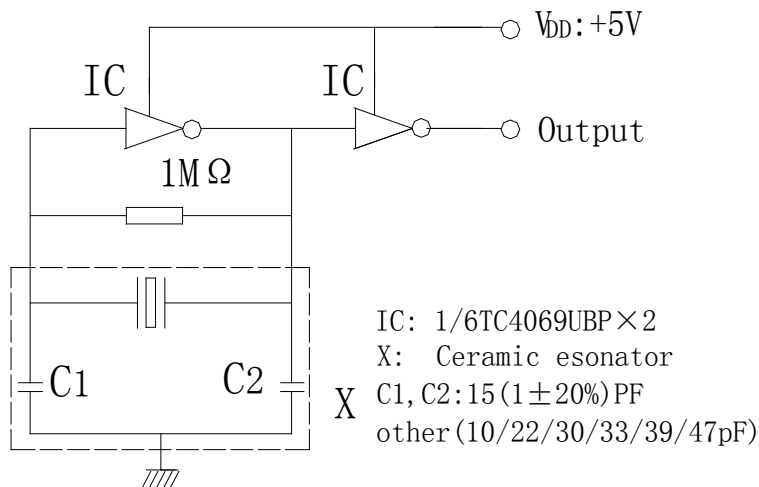 VDD:+5V
IC
IC
Output
1MΩ
C1
C2
X
IC: 1/6TC4069UBP×2
X: Ceramic esonator
C1,C2:15(1±20%)PF
other(10/22/30/33/39/47pF)